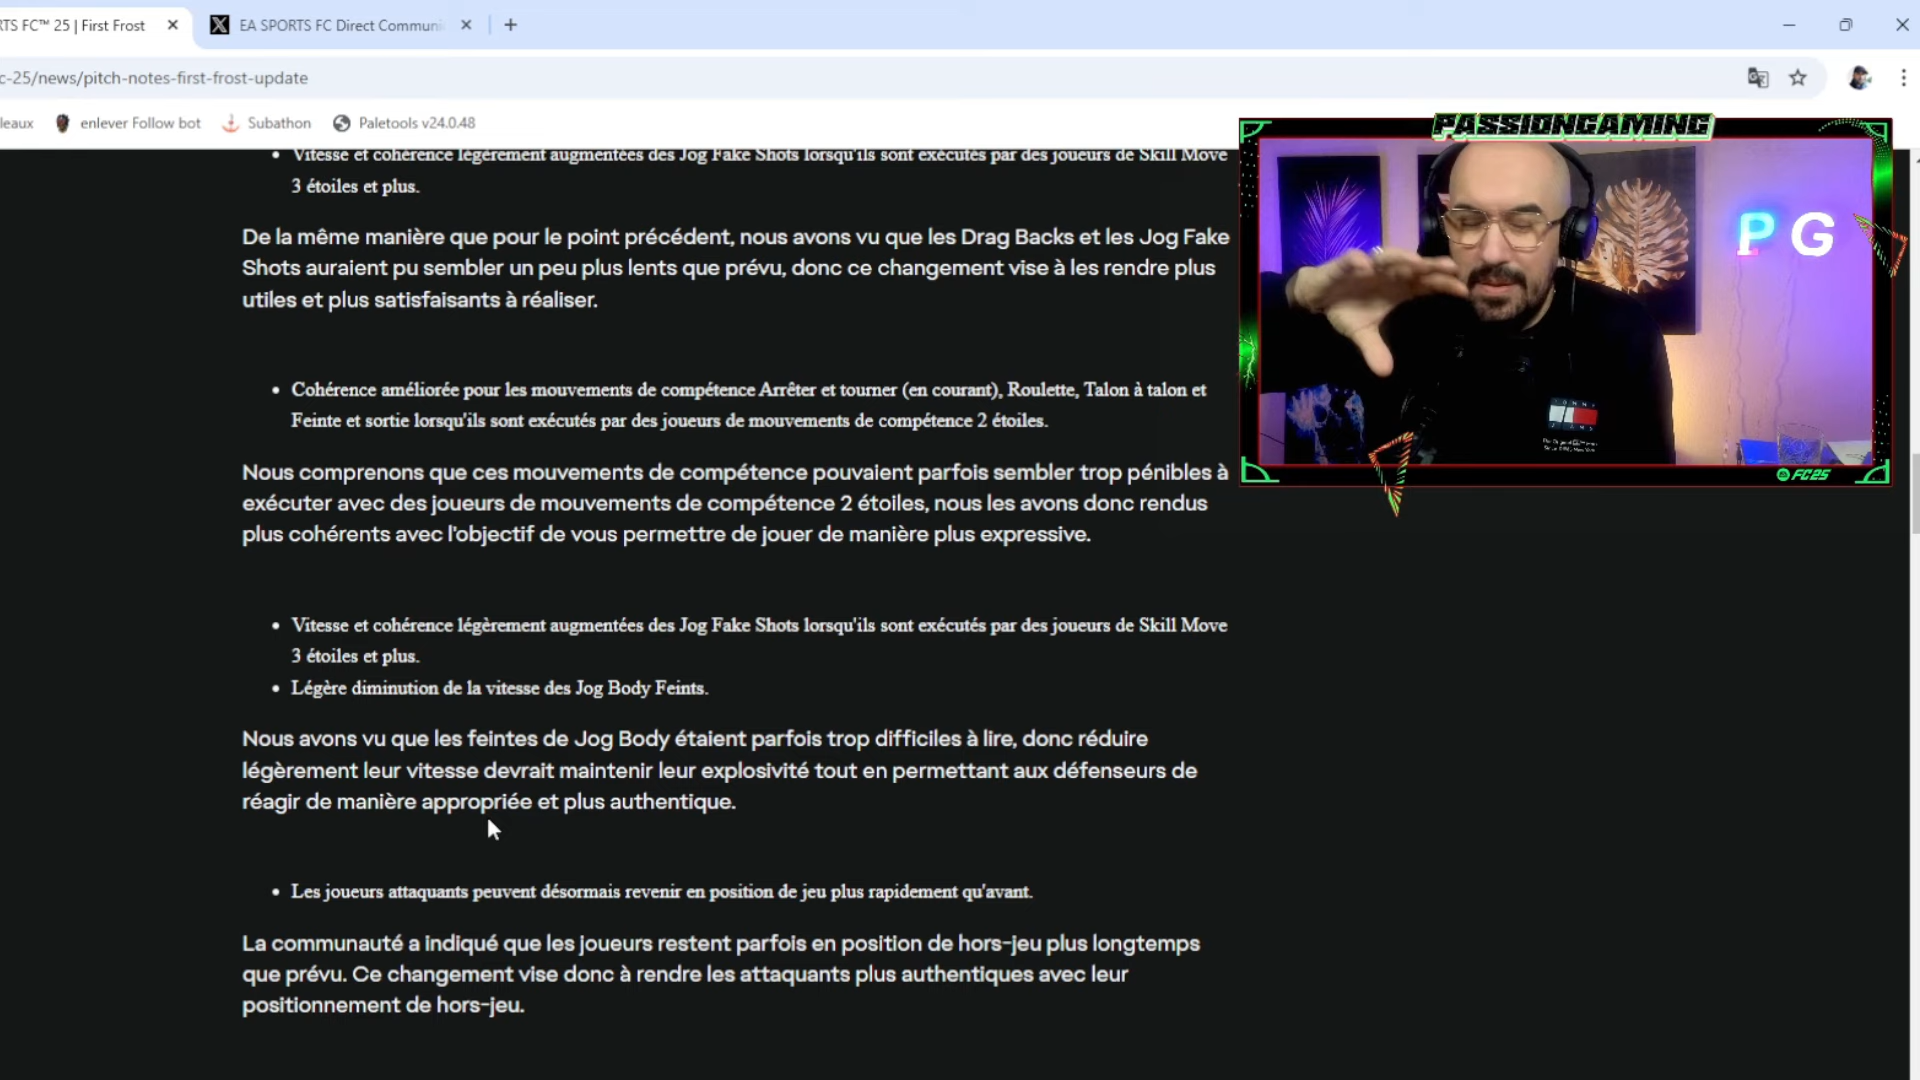 TS FC™ 25 | First Frost
EA SPORTS FC Direct Communi
c-25/news/pitch-notes-first-frost-update
leaux
enlever Follow bot
Subathon
Paletools v24.0.48
PASSIONGAMING
P G
TOMMY
JEANS
FC25
• Vitesse et cohérence légèrement augmentées des Jog Fake Shots lorsqu'ils sont exécutés par des joueurs de Skill Move
3 étoiles et plus.
De la même manière que pour le point précédent, nous avons vu que les Drag Backs et les Jog Fake
Shots auraient pu sembler un peu plus lents que prévu, donc ce changement vise à les rendre plus
utiles et plus satisfaisants à réaliser.
• Cohérence améliorée pour les mouvements de compétence Arrêter et tourner (en courant), Roulette, Talon à talon et
Feinte et sortie lorsqu'ils sont exécutés par des joueurs de mouvements de compétence 2 étoiles.
Nous comprenons que ces mouvements de compétence pouvaient parfois sembler trop pénibles à
exécuter avec des joueurs de mouvements de compétence 2 étoiles, nous les avons donc rendus
plus cohérents avec l'objectif de vous permettre de jouer de manière plus expressive.
• Vitesse et cohérence légèrement augmentées des Jog Fake Shots lorsqu'ils sont exécutés par des joueurs de Skill Move
3 étoiles et plus.
• Légère diminution de la vitesse des Jog Body Feints.
Nous avons vu que les feintes de Jog Body étaient parfois trop difficiles à lire, donc réduire
légèrement leur vitesse devrait maintenir leur explosivité tout en permettant aux défenseurs de
réagir de manière appropriée et plus authentique.
• Les joueurs attaquants peuvent désormais revenir en position de jeu plus rapidement qu'avant.
La communauté a indiqué que les joueurs restent parfois en position de hors-jeu plus longtemps
que prévu. Ce changement vise donc à rendre les attaquants plus authentiques avec leur
positionnement de hors-jeu.